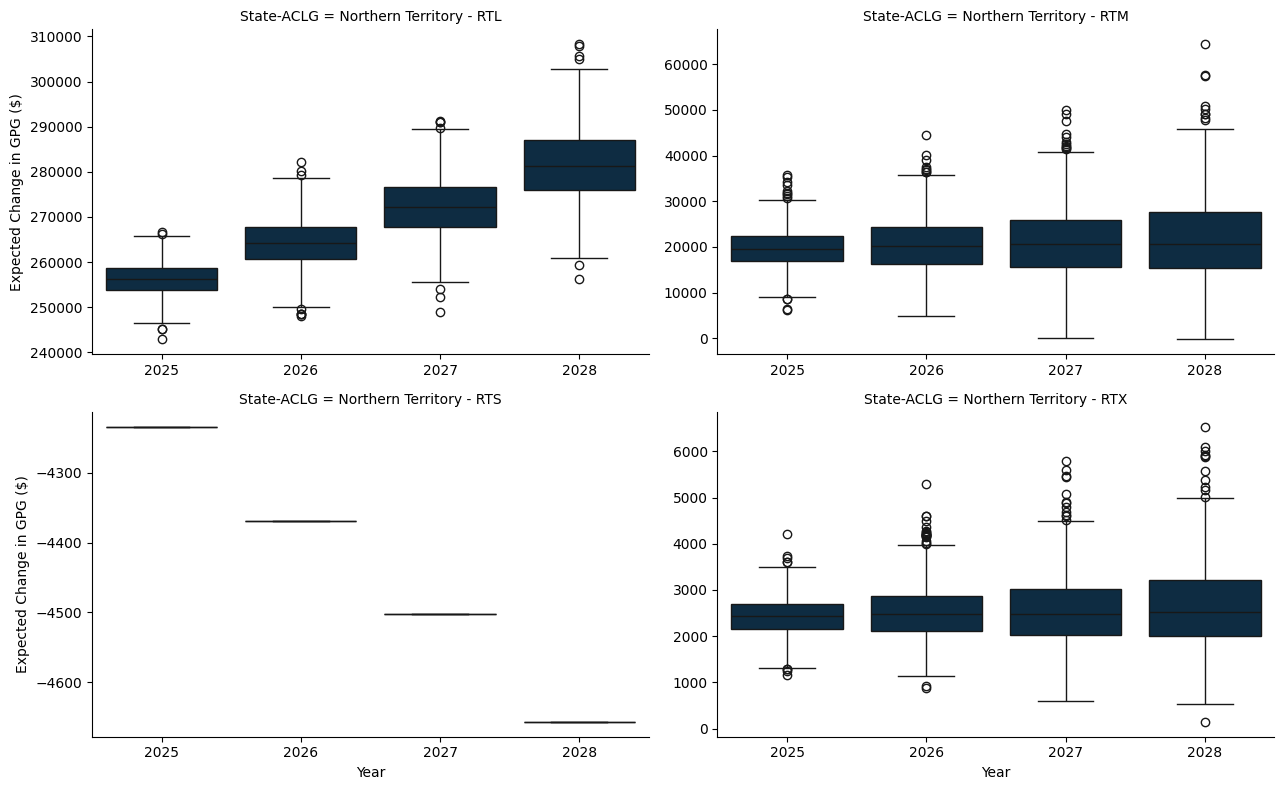 State-ACLG = Northern Territory - RTL
Expected Change in GPG ($)
310000
300000
290000
280000
270000
260000
250000
240000
2025 2026 2027 2028
State-ACLG = Northern Territory - RTM
60000
50000
40000
30000
20000
10000
0
2025 2026 2027 2028
State-ACLG = Northern Territory - RTS
Expected Change in GPG ($)
−4300
−4400
−4500
−4600
2025 2026 2027 2028
Year
State-ACLG = Northern Territory - RTX
6000
5000
4000
3000
2000
1000
0
2025 2026 2027 2028
Year